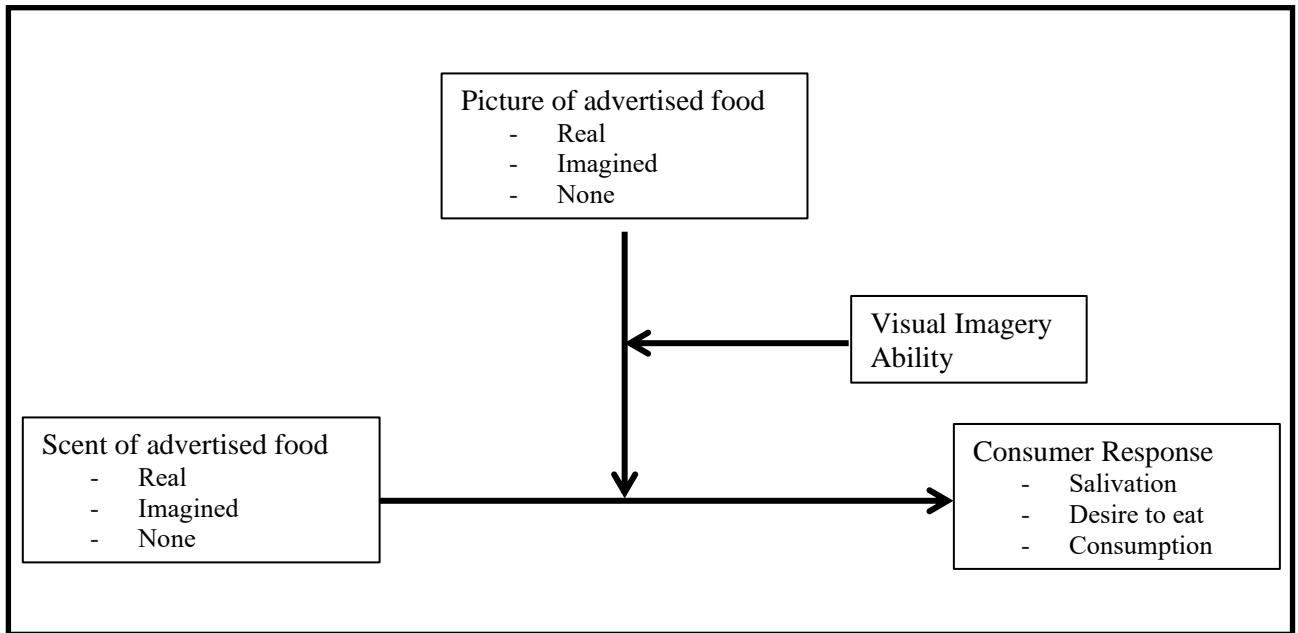 Picture of advertised food
- Real
- Imagined
- None
Visual Imagery
Ability
Scent of advertised food
- Real
- Imagined
- None
Consumer Response
- Salivation
- Desire to eat
- Consumption